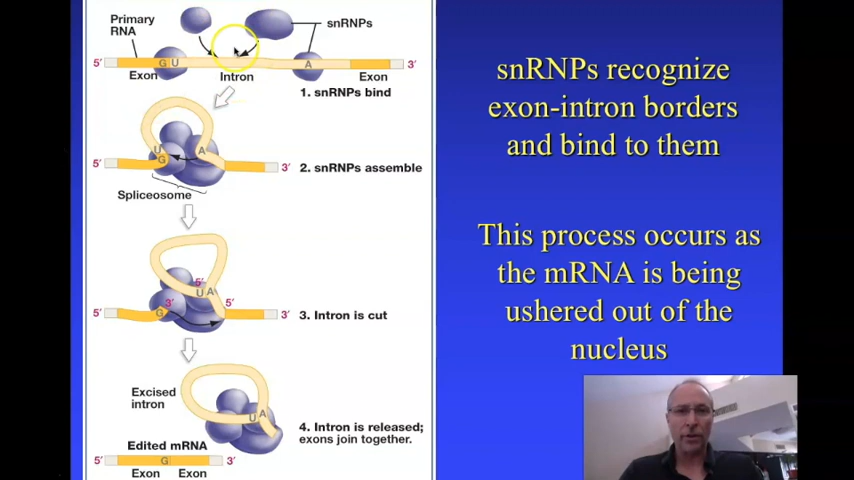 Primary
RNA
snRNPs
5'
G U
A
3'
Exon
Intron
Exon
1. snRNPs bind
U
G
A
5'
3'
2. snRNPs assemble
Spliceosome
5'
U A
3'
5'
G
5'
3'
3. Intron is cut
Excised
intron
U A
4. Intron is released;
exons join together.
Edited mRNA
5'
G
3'
Exon
Exon
snRNPs recognize
exon-intron borders
and bind to them
This process occurs as
the mRNA is being
ushered out of the
nucleus